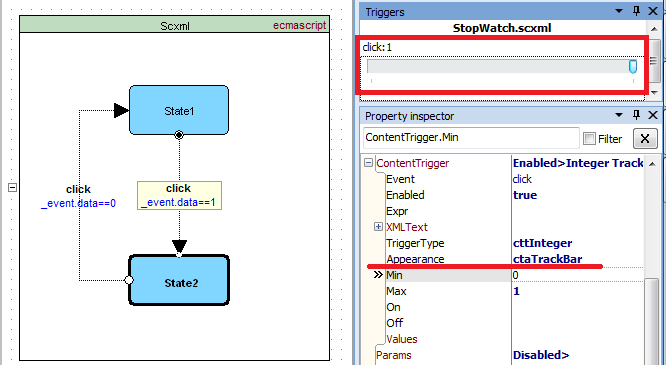 Scxml ecmascript
State1
click
_event.data==0
click
_event.data==1
State2
Triggers
StopWatch.scxml
click:1
Property inspector
ContentTrigger.Min Filter X
ContentTrigger Enabled>Integer Track
Event click
Enabled true
Expr
XMLText
TriggerType cttInteger
Appearance ctaTrackBar
Min 0
Max 1
On
Off
Values
Params Disabled>